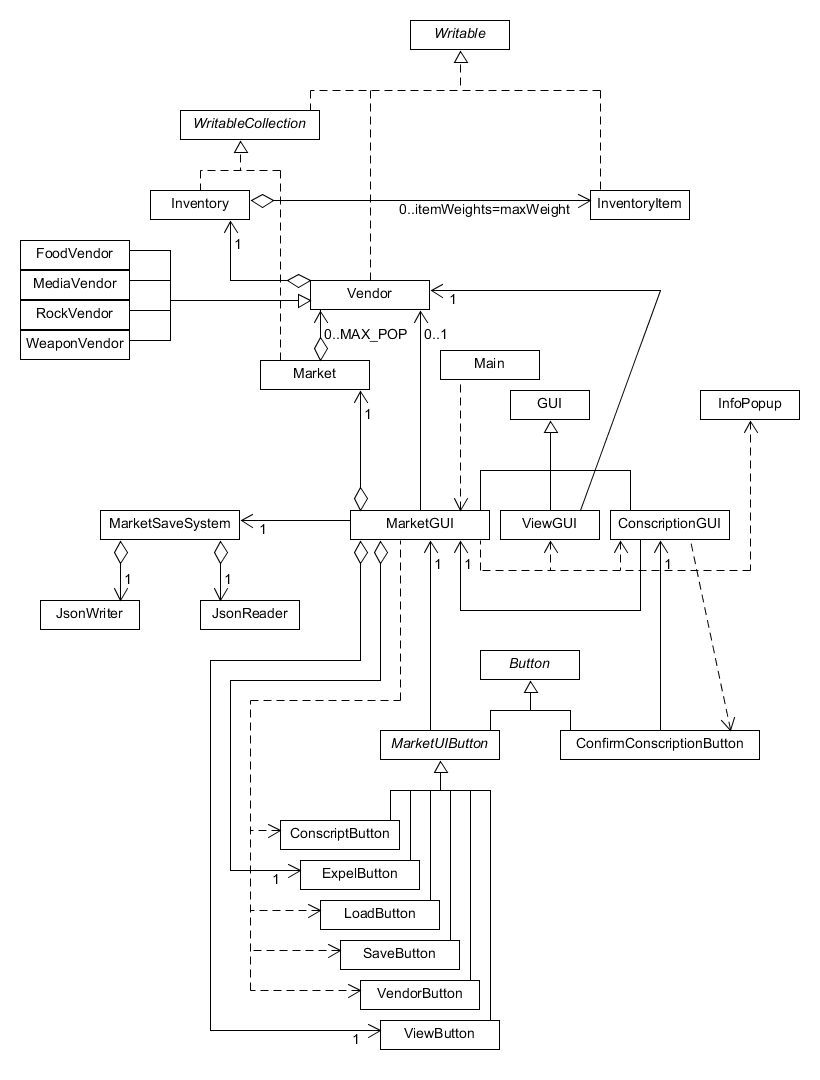 Writable
WritableCollection
Inventory
0..itemWeights=maxWeight
InventoryItem
1
FoodVendor
MediaVendor
RockVendor
WeaponVendor
Vendor
1
0..MAX_POP
0..1
Market
Main
GUI
InfoPopup
1
MarketSaveSystem
1
MarketGUI
ViewGUI
ConscriptionGUI
1
1
1
1
1
JsonWriter
JsonReader
Button
MarketUIButton
ConfirmConscriptionButton
ConscriptButton
ExpelButton
1
LoadButton
SaveButton
VendorButton
ViewButton
1